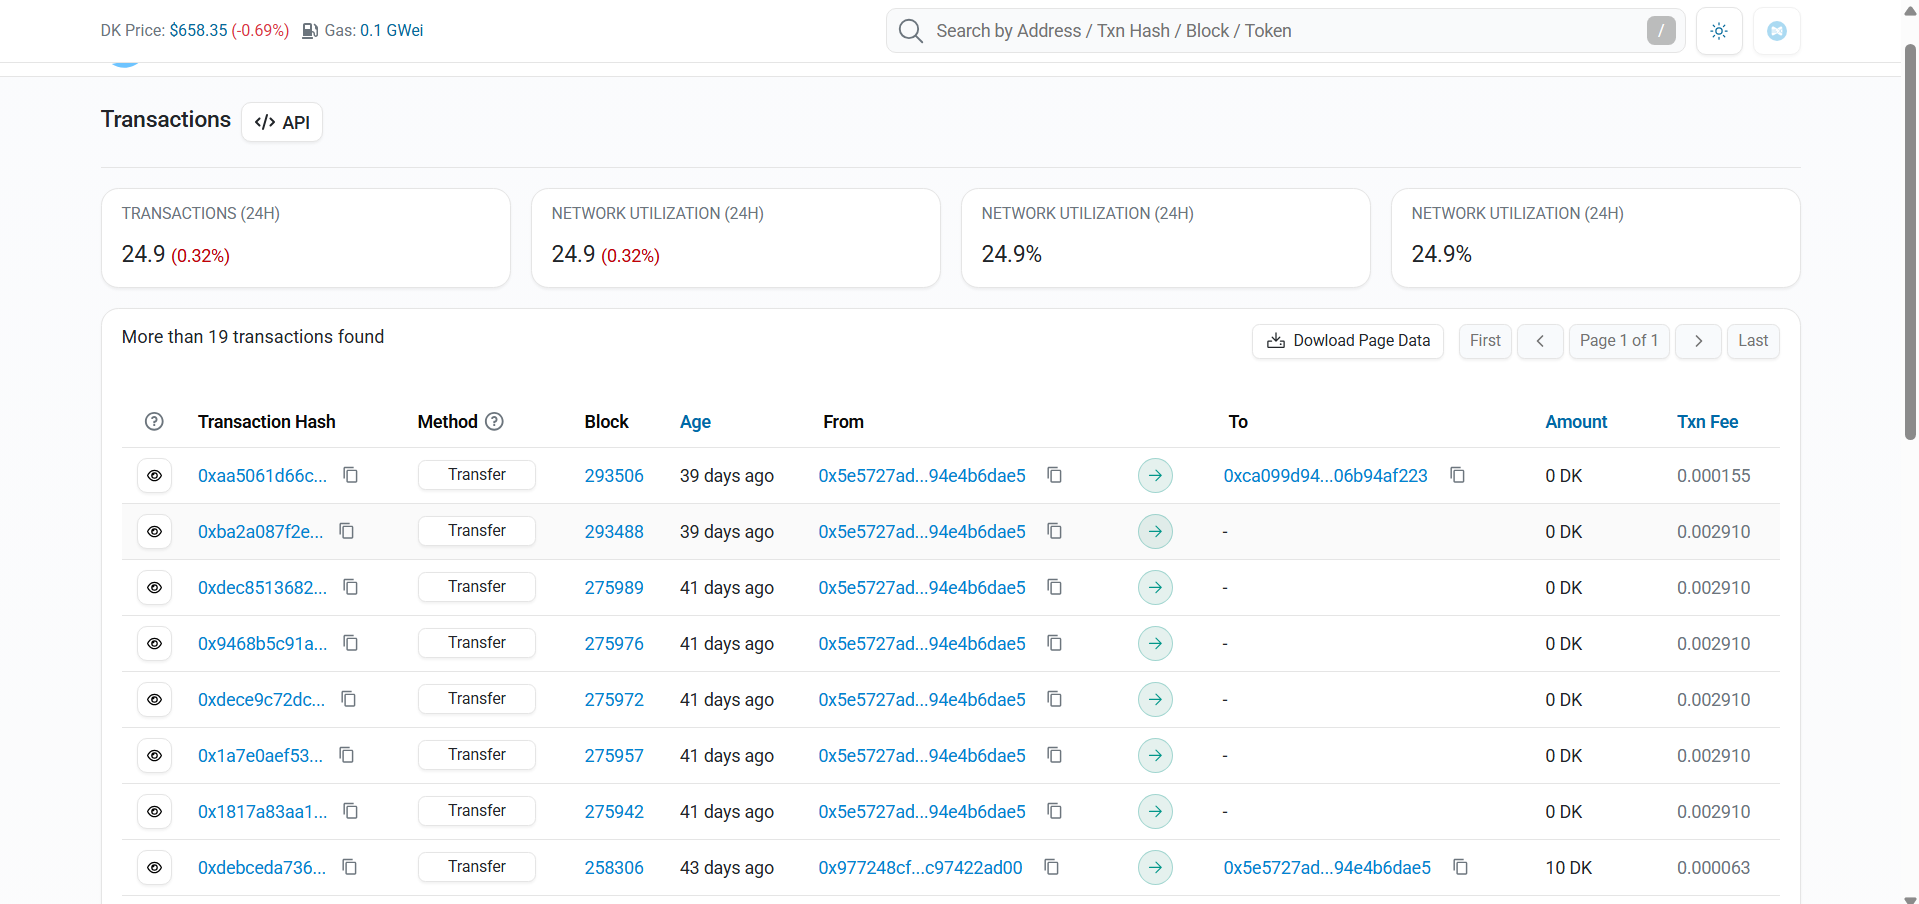 DK Price: $658.35 (-0.69%) Gas: 0.1 GWei
Search by Address / Txn Hash / Block / Token /
Transactions </> API
TRANSACTIONS (24H) NETWORK UTILIZATION (24H) NETWORK UTILIZATION (24H) NETWORK UTILIZATION (24H)
24.9 (0.32%) 24.9 (0.32%) 24.9% 24.9%
More than 19 transactions found Dowload Page Data First < Page 1 of 1 > Last
? Transaction Hash Method ? Block Age From To Amount Txn Fee
0xaa5061d66c... Transfer 293506 39 days ago 0x5e5727ad...94e4b6dae5 0xca099d94...06b94af223 0 DK 0.000155
0xba2a087f2e... Transfer 293488 39 days ago 0x5e5727ad...94e4b6dae5 - 0 DK 0.002910
0xdec8513682... Transfer 275989 41 days ago 0x5e5727ad...94e4b6dae5 - 0 DK 0.002910
0x9468b5c91a... Transfer 275976 41 days ago 0x5e5727ad...94e4b6dae5 - 0 DK 0.002910
0xdece9c72dc... Transfer 275972 41 days ago 0x5e5727ad...94e4b6dae5 - 0 DK 0.002910
0x1a7e0aef53... Transfer 275957 41 days ago 0x5e5727ad...94e4b6dae5 - 0 DK 0.002910
0x1817a83aa1... Transfer 275942 41 days ago 0x5e5727ad...94e4b6dae5 - 0 DK 0.002910
0xdebceda736... Transfer 258306 43 days ago 0x977248cf...c97422ad00 0x5e5727ad...94e4b6dae5 10 DK 0.000063